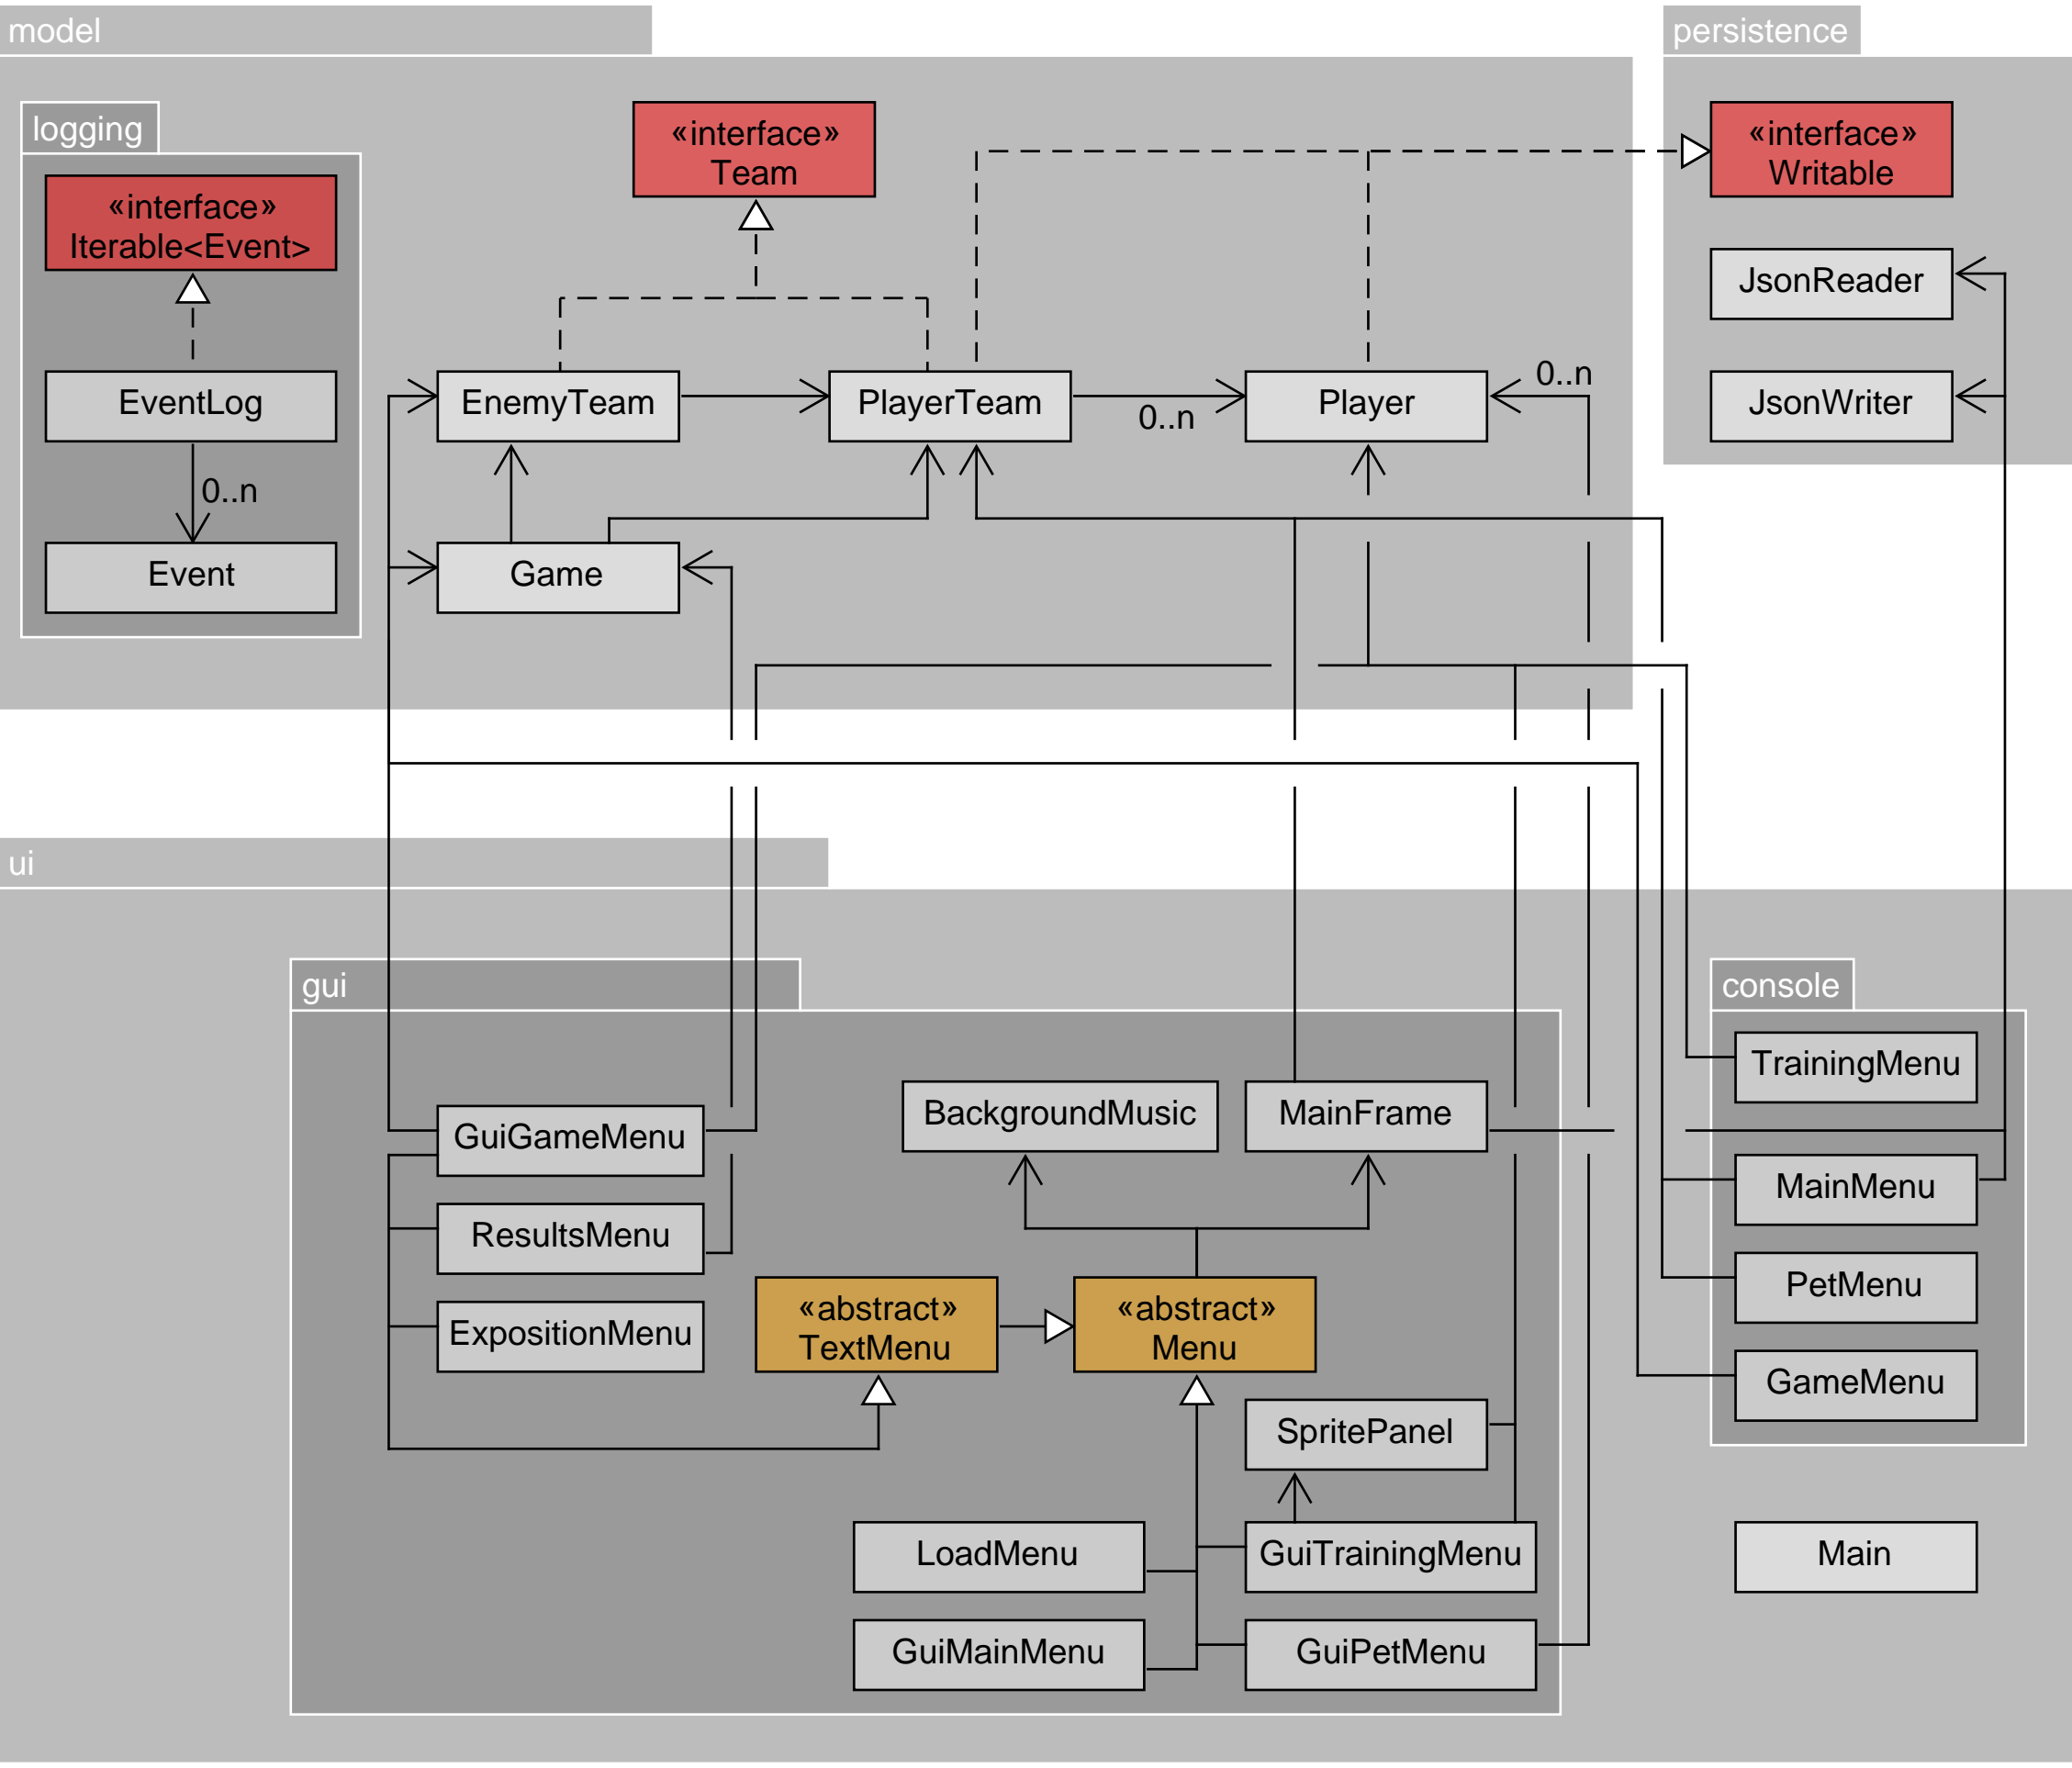 model
persistence
logging
«interface»
Team
«interface»
Writable
«interface»
Iterable<Event>
JsonReader
EventLog
EnemyTeam
PlayerTeam
0..n
Player
0..n
JsonWriter
0..n
Event
Game
ui
gui
console
TrainingMenu
BackgroundMusic
MainFrame
GuiGameMenu
MainMenu
ResultsMenu
PetMenu
ExpositionMenu
«abstract»
TextMenu
«abstract»
Menu
GameMenu
SpritePanel
LoadMenu
GuiTrainingMenu
Main
GuiMainMenu
GuiPetMenu